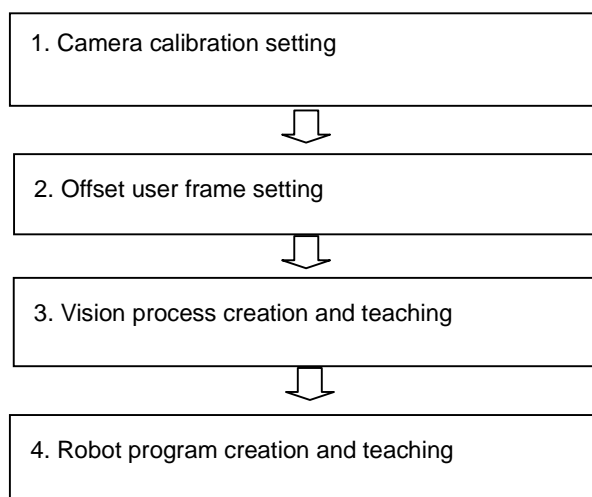 1. Camera calibration setting
2. Offset user frame setting
3. Vision process creation and teaching
4. Robot program creation and teaching